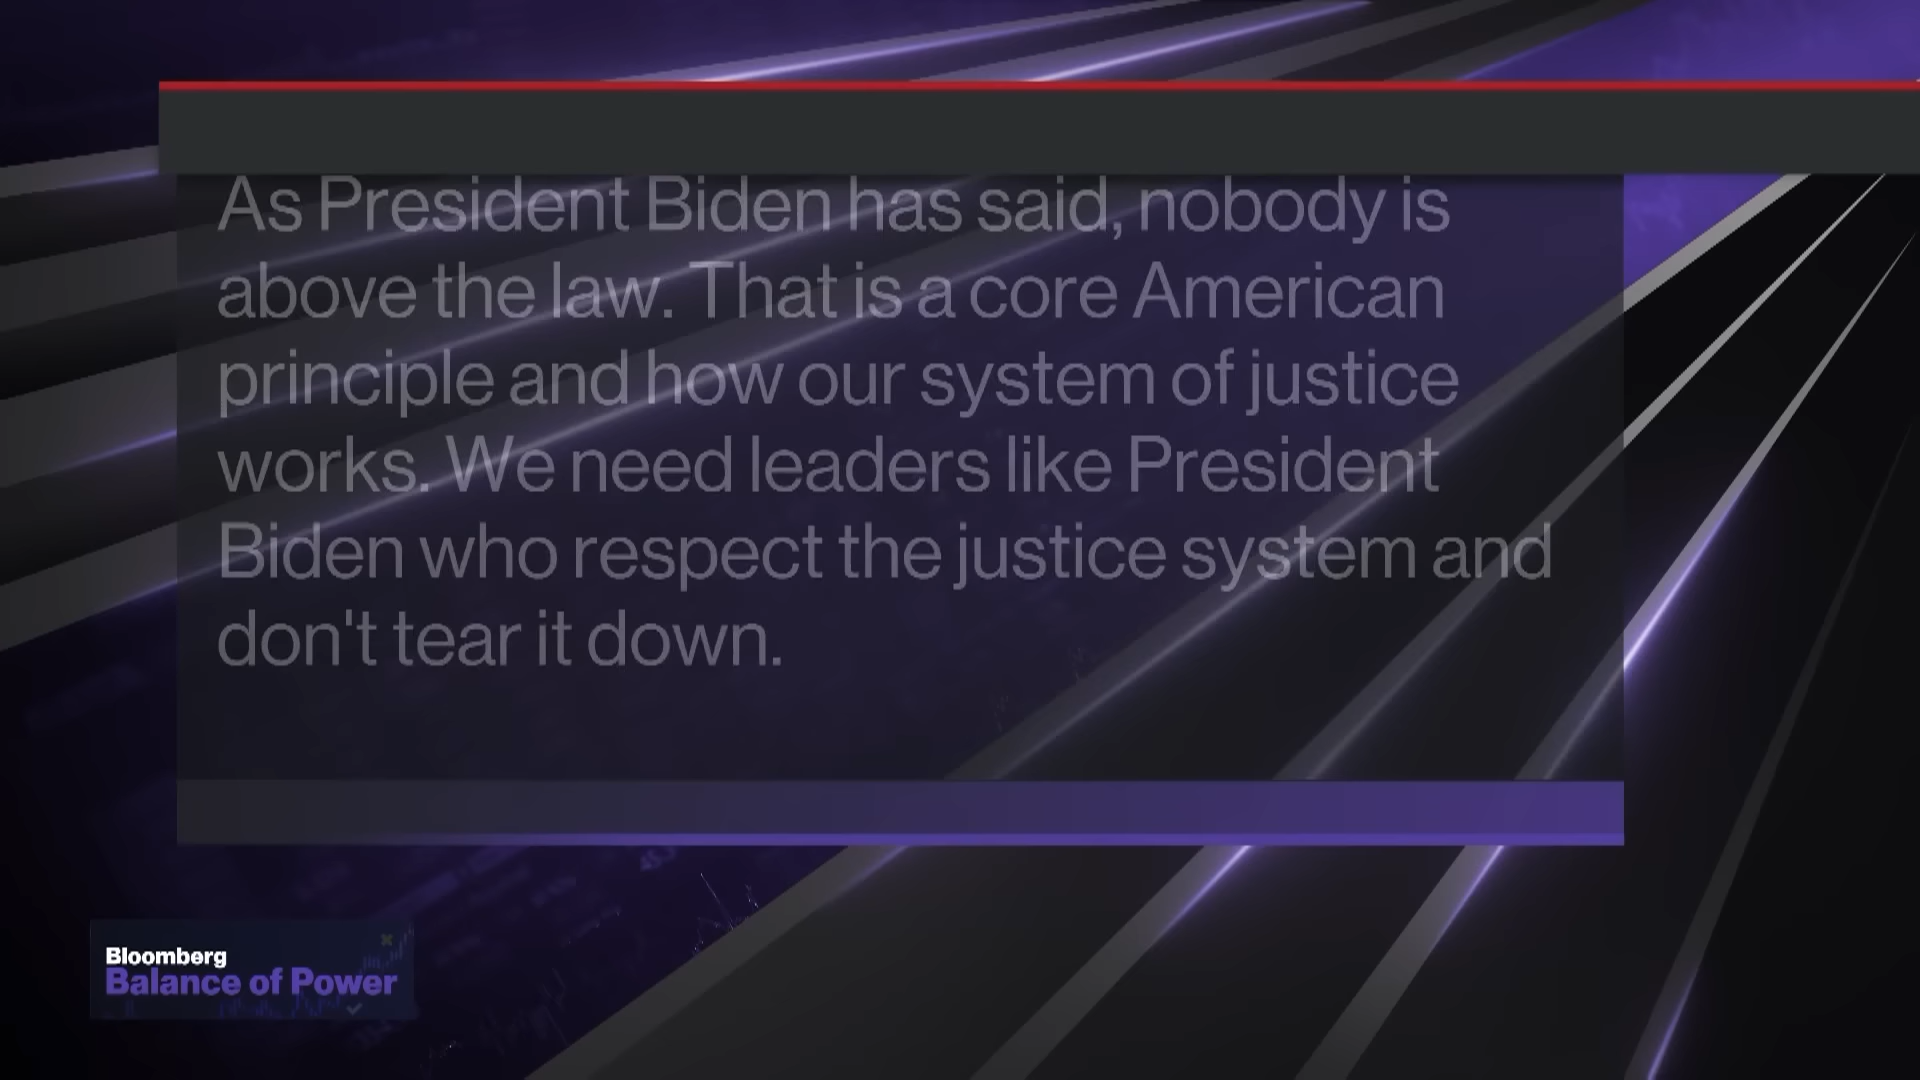 As President Biden has said, nobody is
above the law. That is a core American
principle and how our system of justice
works. We need leaders like President
Biden who respect the justice system and
don't tear it down.
Bloomberg
Balance of Power